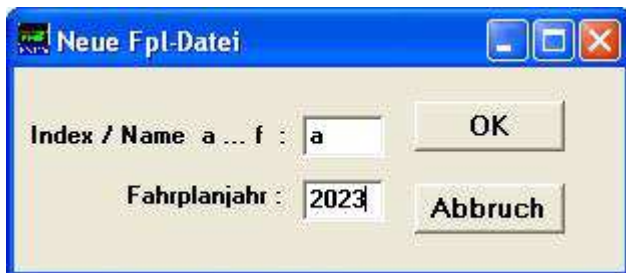 Neue Fpl-Datei
Index / Name a ... f : a
OK
Fahrplanjahr : 2023
Abbruch